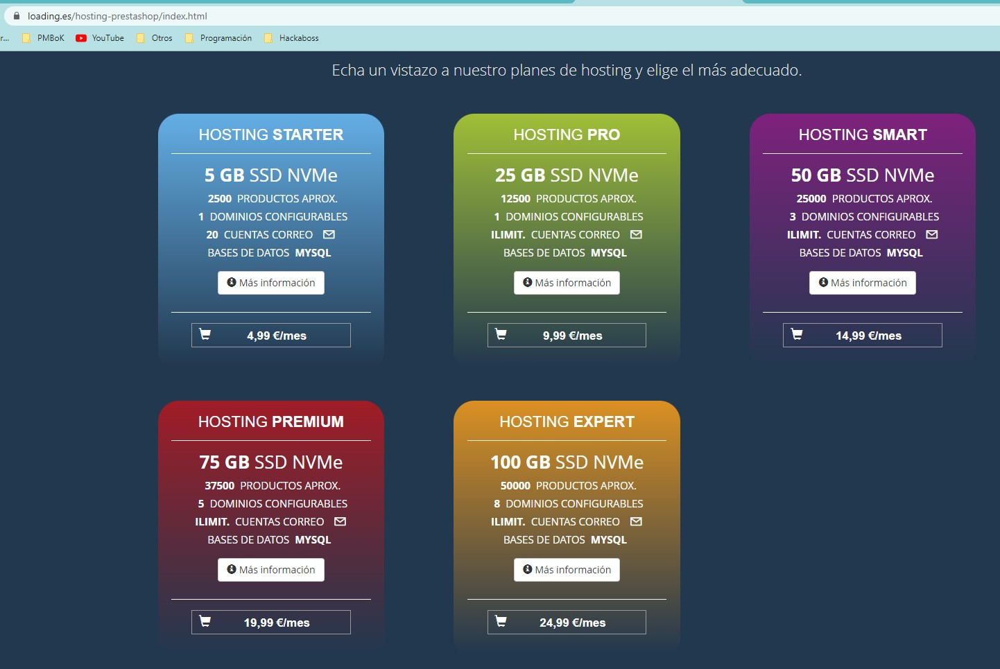 loading.es/hosting-prestashop/index.html
r... PMBoK YouTube Otros Programación Hackaboss
Echa un vistazo a nuestro planes de hosting y elige el más adecuado.
HOSTING STARTER
5 GB SSD NVMe
2500 PRODUCTOS APROX.
1 DOMINIOS CONFIGURABLES
20 CUENTAS CORREO
BASES DE DATOS MYSQL
Más información
4,99 €/mes
HOSTING PRO
25 GB SSD NVMe
12500 PRODUCTOS APROX.
1 DOMINIOS CONFIGURABLES
ILIMIT. CUENTAS CORREO
BASES DE DATOS MYSQL
Más información
9,99 €/mes
HOSTING SMART
50 GB SSD NVMe
25000 PRODUCTOS APROX.
3 DOMINIOS CONFIGURABLES
ILIMIT. CUENTAS CORREO
BASES DE DATOS MYSQL
Más información
14,99 €/mes
HOSTING PREMIUM
75 GB SSD NVMe
37500 PRODUCTOS APROX.
5 DOMINIOS CONFIGURABLES
ILIMIT. CUENTAS CORREO
BASES DE DATOS MYSQL
Más información
19,99 €/mes
HOSTING EXPERT
100 GB SSD NVMe
50000 PRODUCTOS APROX.
8 DOMINIOS CONFIGURABLES
ILIMIT. CUENTAS CORREO
BASES DE DATOS MYSQL
Más información
24,99 €/mes